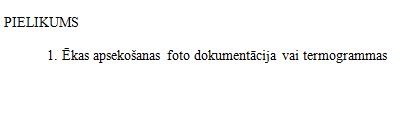 PIELIKUMS
1. Ēkas apsekošanas foto dokumentācija vai termogrammas